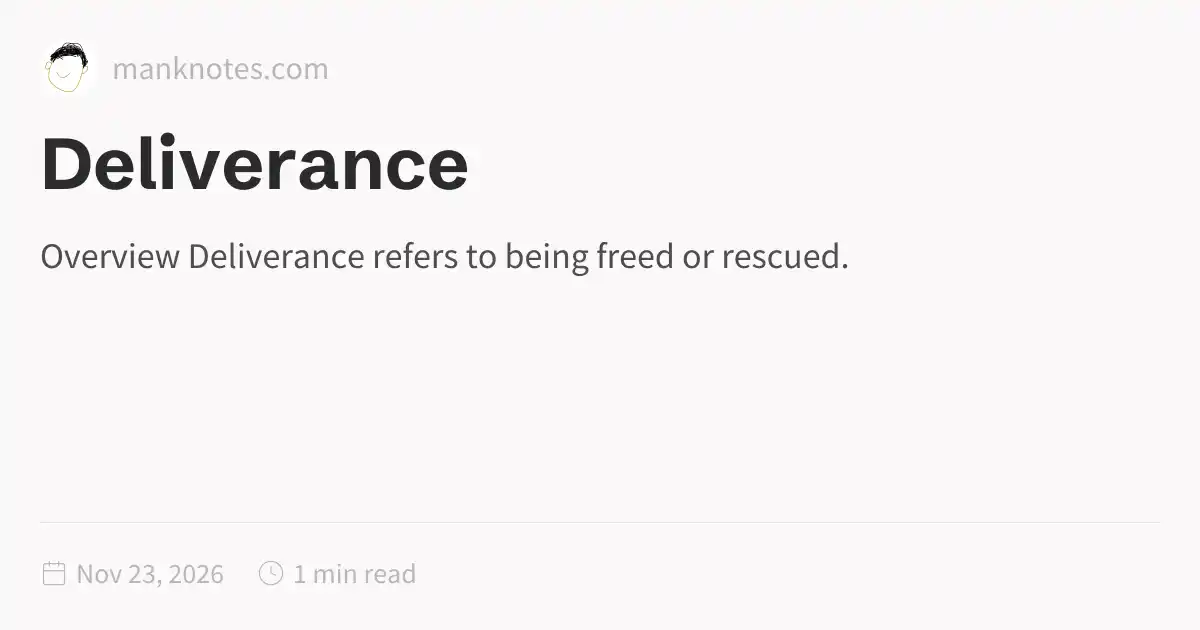 manknotes.com
Deliverance
Overview Deliverance refers to being freed or rescued.
Nov 23, 2026 1 min read